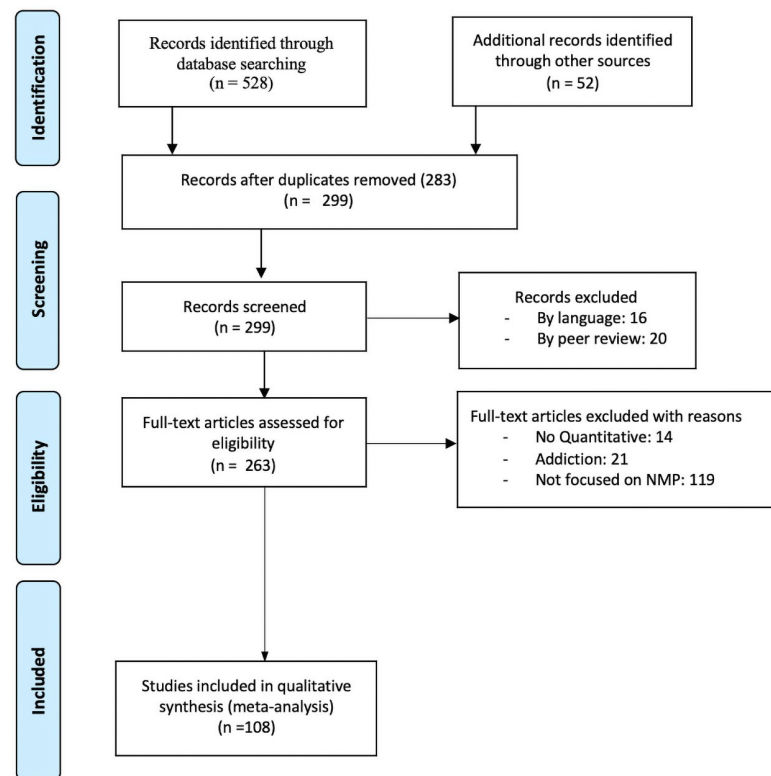 Identification
Records identified through
database searching
(n = 528)
Additional records identified
through other sources
(n = 52)
Records after duplicates removed (283)
(n = 299)
Screening
Records screened
(n = 299)
Records excluded
- By language: 16
- By peer review: 20
Eligibility
Full-text articles assessed for
eligibility
(n = 263)
Full-text articles excluded with reasons
- No Quantitative: 14
- Addiction: 21
- Not focused on NMP: 119
Included
Studies included in qualitative
synthesis (meta-analysis)
(n =108)